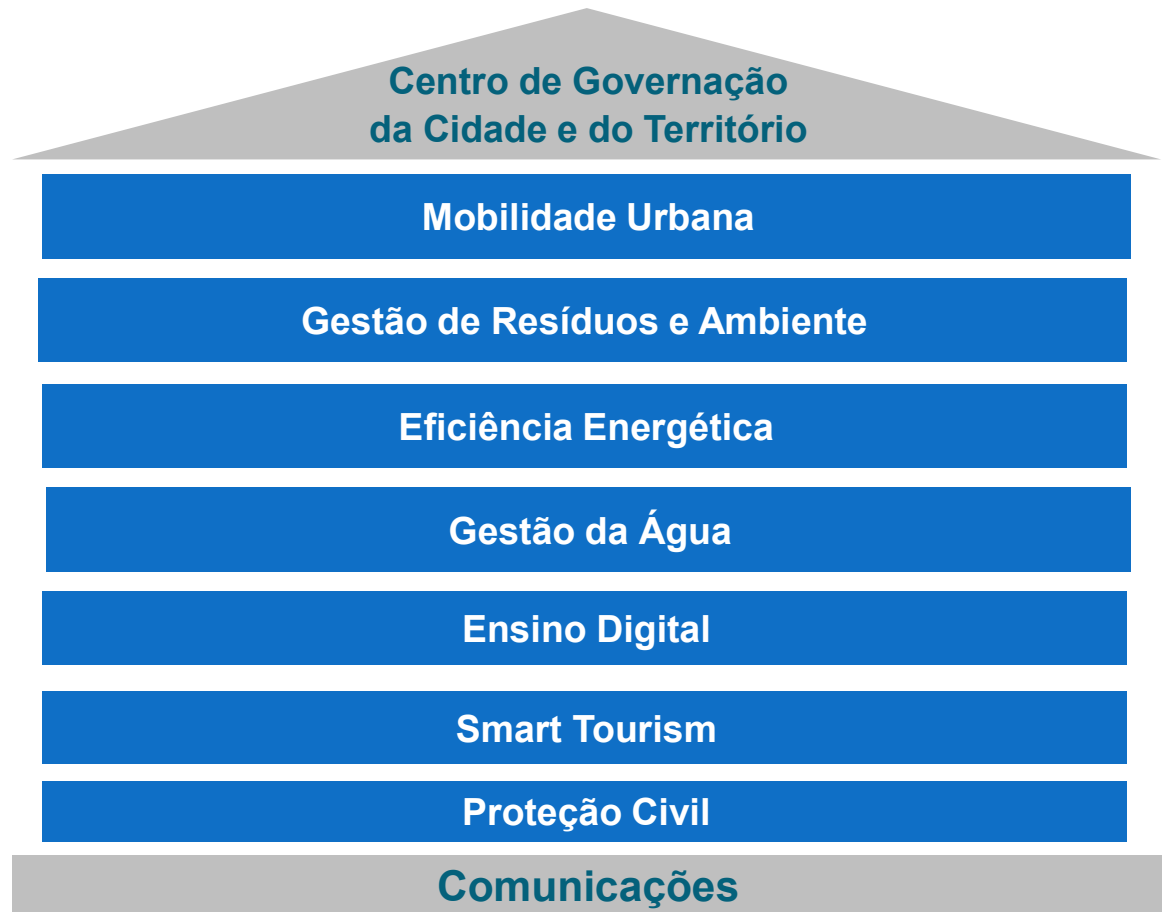 Centro de Governação
da Cidade e do Território
Mobilidade Urbana
Gestão de Resíduos e Ambiente
Eficiência Energética
Gestão da Água
Ensino Digital
Smart Tourism
Proteção Civil
Comunicações